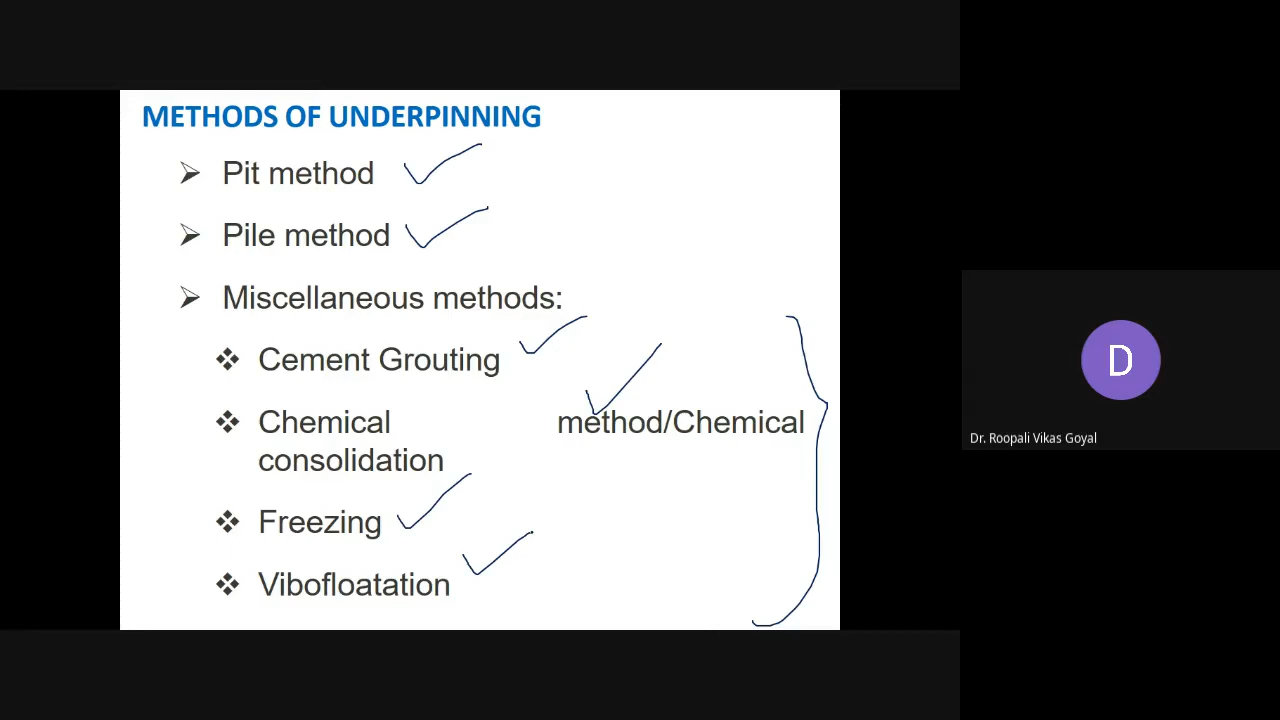 METHODS OF UNDERPINNING
Pit method
Pile method
Miscellaneous methods:
Cement Grouting
Chemical method/Chemical
consolidation
Freezing
Vibofloatation
D
Dr. Roopali Vikas Goyal